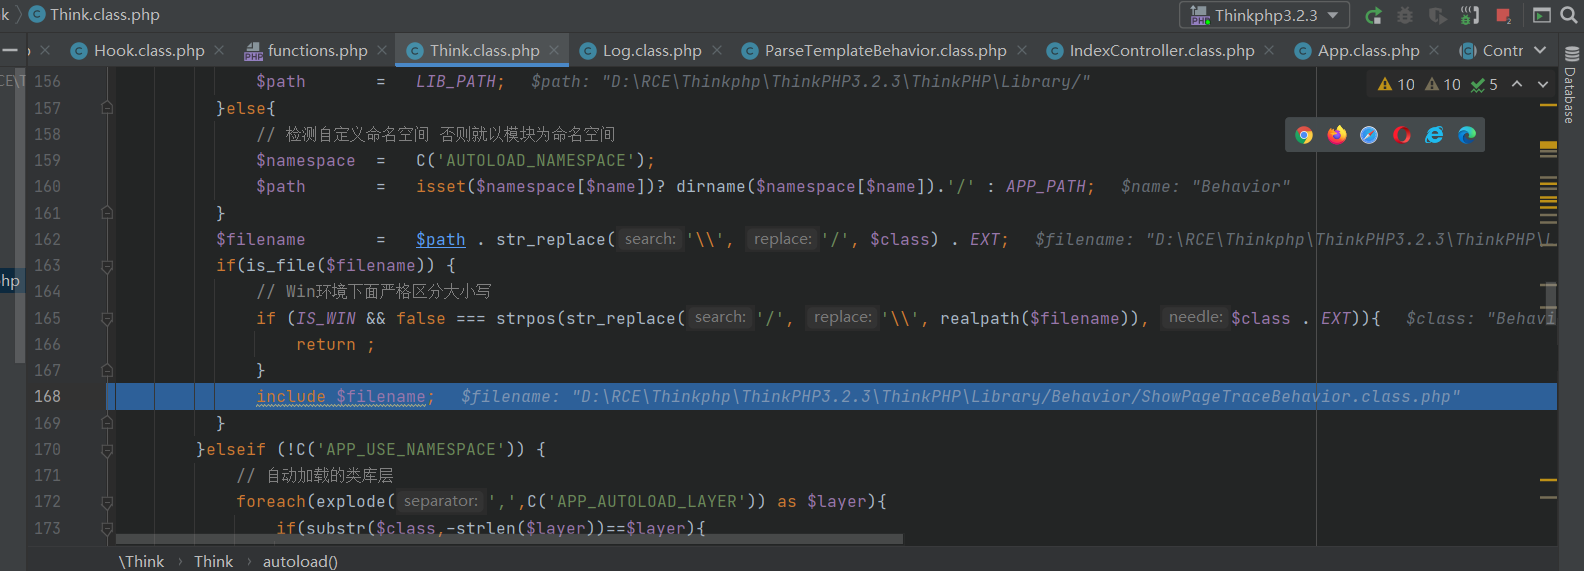 k Think.class.php Thinkphp3.2.3
Hook.class.php functions.php Think.class.php Log.class.php ParseTemplateBehavior.class.php IndexController.class.php App.class.php Contr
10 10 5
156 $path = LIB_PATH; $path: "D:\RCE\Thinkphp\ThinkPHP3.2.3\ThinkPHP\Library/"
157 }else{
158 // 检测自定义命名空间 否则就以模块为命名空间
159 $namespace = C('AUTOLOAD_NAMESPACE');
160 $path = isset($namespace[$name])? dirname($namespace[$name]).'/' : APP_PATH; $name: "Behavior"
161 }
162 $filename = $path . str_replace( search: '\\', replace: '/', $class) . EXT; $filename: "D:\RCE\Thinkphp\ThinkPHP3.2.3\ThinkPHP\L
163 if(is_file($filename)) {
164 // Win环境下面严格区分大小写
165 if (IS_WIN && false === strpos(str_replace( search: '/', replace: '\\', realpath($filename)), needle: $class . EXT)){ $class: "Behavi
166 return ;
167 }
168 include $filename; $filename: "D:\RCE\Thinkphp\ThinkPHP3.2.3\ThinkPHP\Library/Behavior/ShowPageTraceBehavior.class.php"
169 }
170 }elseif (!C('APP_USE_NAMESPACE')) {
171 // 自动加载的类库层
172 foreach(explode( separator: ',',C('APP_AUTOLOAD_LAYER')) as $layer){
173 if(substr($class,-strlen($layer))==$layer){
\Think › Think › autoload()
hp
Database